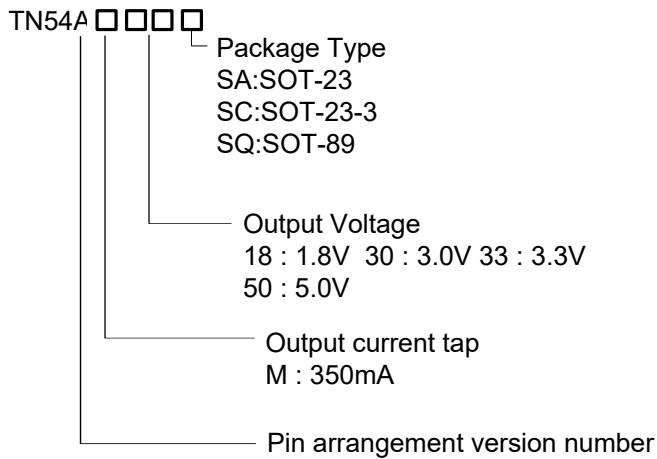 TN54A□ □□ □
Package Type
SA:SOT-23
SC:SOT-23-3
SQ:SOT-89
Output Voltage
18 : 1.8V 30 : 3.0V 33 : 3.3V
50 : 5.0V
Output current tap
M : 350mA
Pin arrangement version number